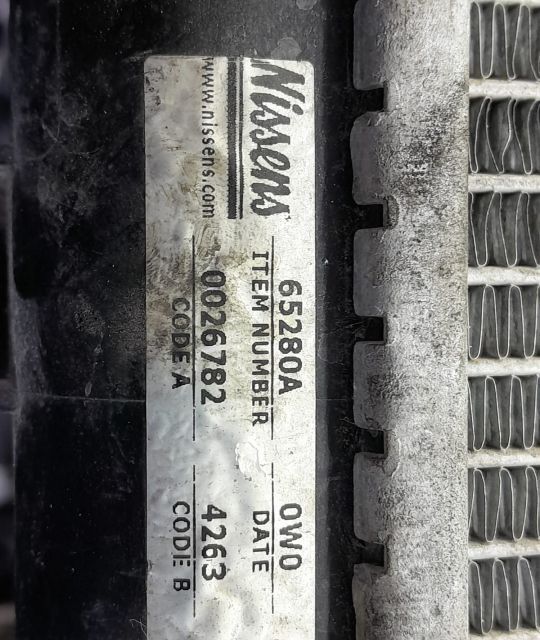 Nissens
www.nissens.com
65280A
ITEM NUMBER
0026782
CODE A
0W0
DATE
4263
CODE B